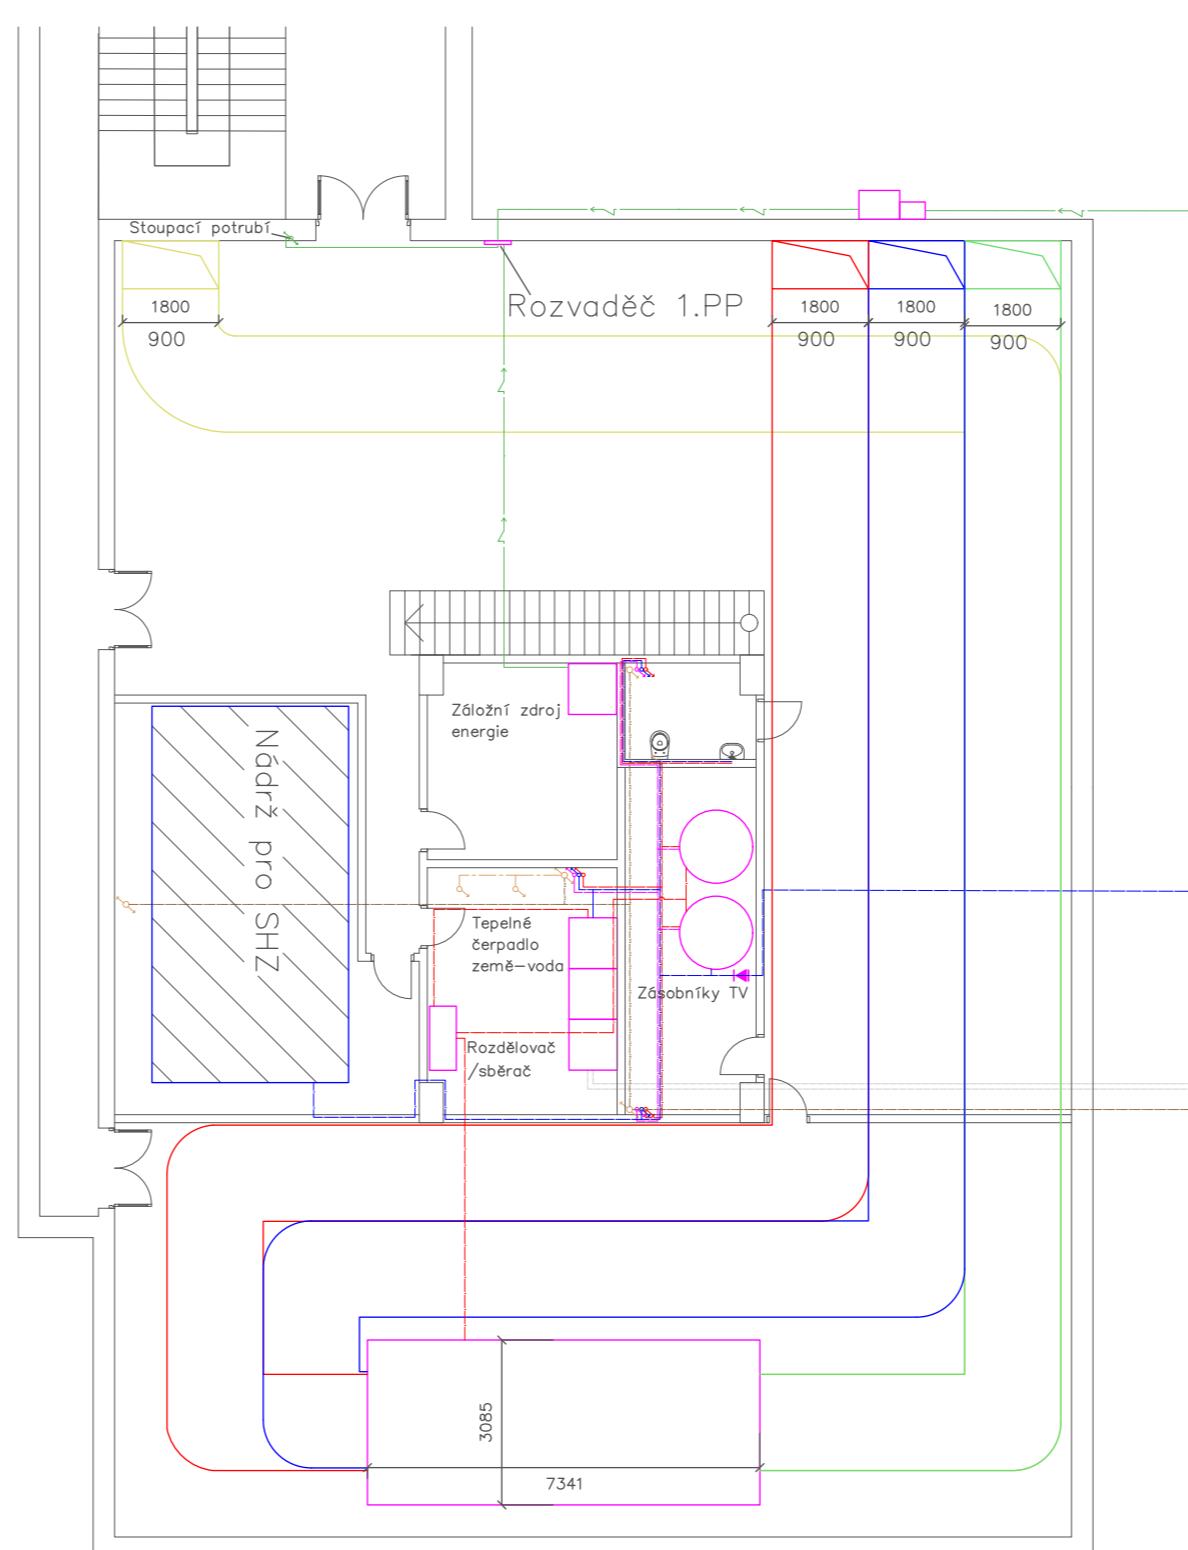 Stoupací potrubí
Rozvaděč 1.PP
1800
900
1800
900
1800
900
1800
900
Záložní zdroj
energie
Nádrž pro SHZ
Tepelné
čerpadlo
země-voda
Zásobníky TV
Rozdělovač
/sběrač
3085
7341